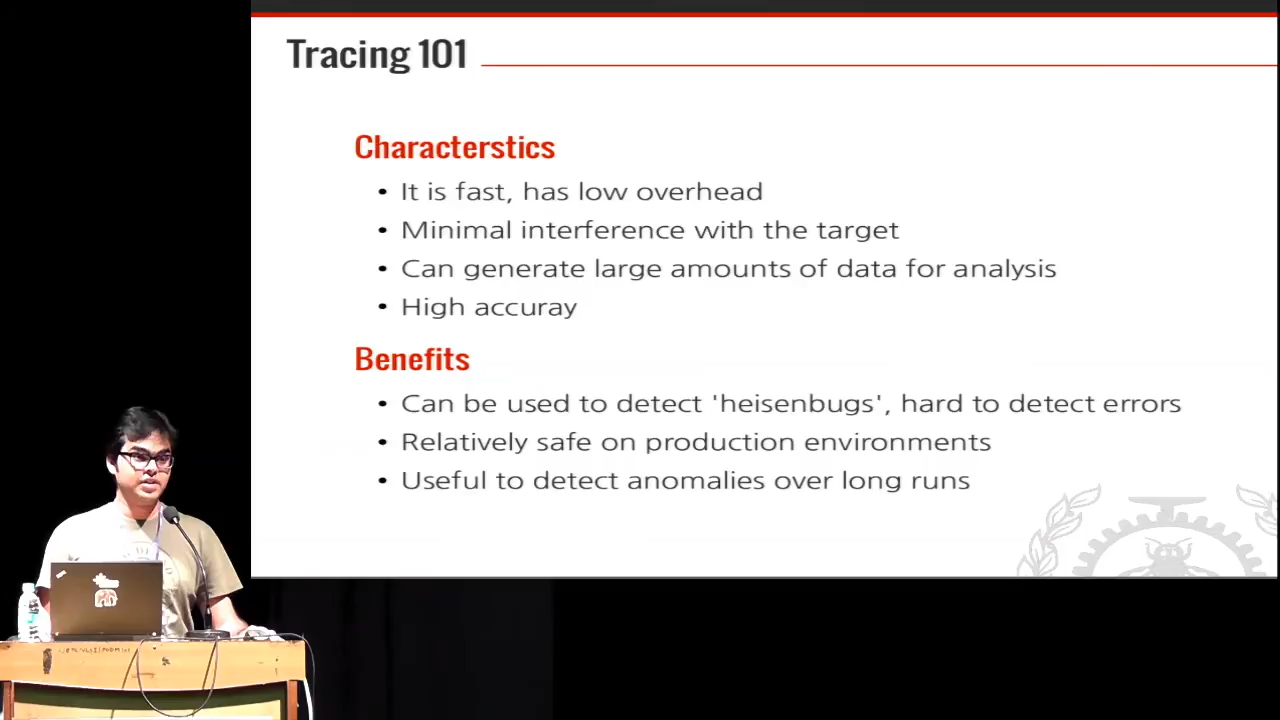 Tracing 101
Characterstics
• It is fast, has low overhead
• Minimal interference with the target
• Can generate large amounts of data for analysis
• High accuray
Benefits
• Can be used to detect 'heisenbugs', hard to detect errors
• Relatively safe on production environments
• Useful to detect anomalies over long runs